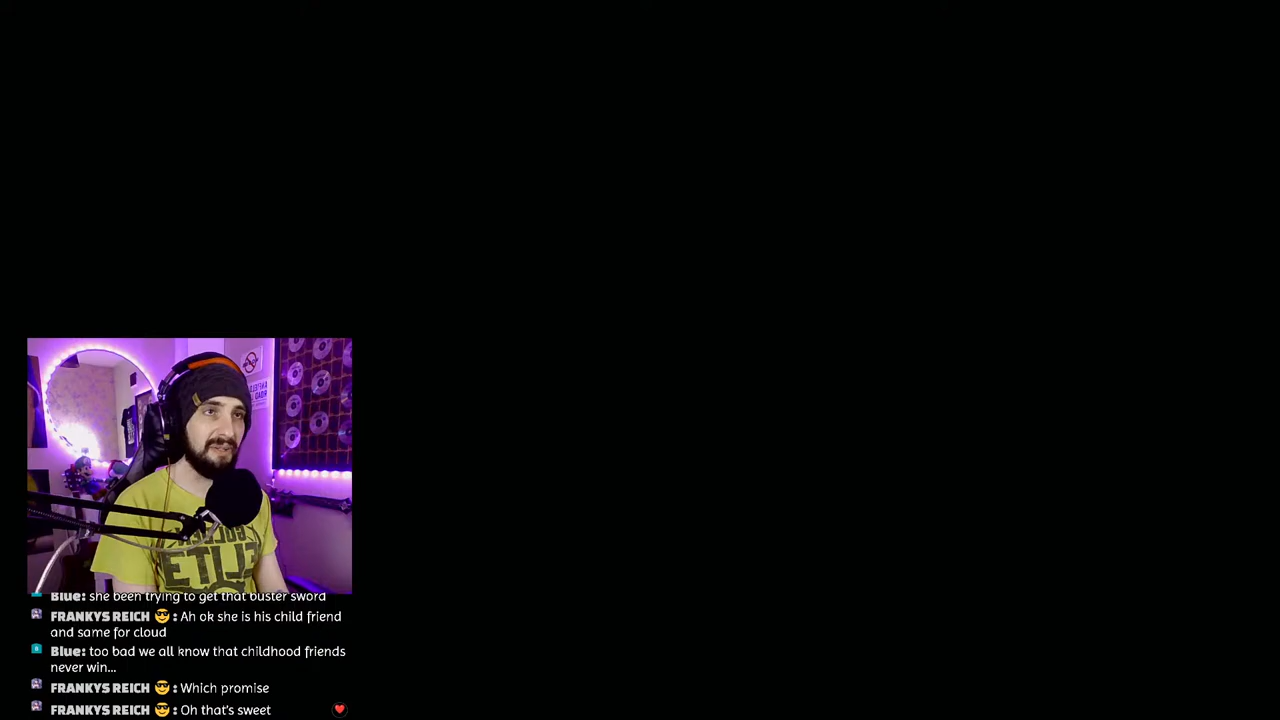 Blue: she been trying to get that buster sword
FRANKYS REICH 😎 : Ah ok she is his child friend
and same for cloud
Blue: too bad we all know that childhood friends
never win...
FRANKYS REICH 😎 : Which promise
FRANKYS REICH 😎 : Oh that's sweet
ELITE